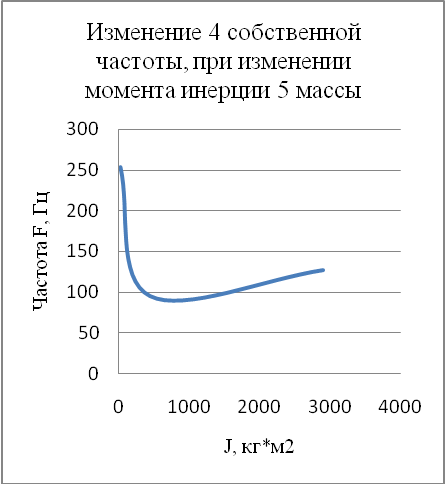 Изменение 4 собственной
частоты, при изменении
момента инерции 5 массы
Частота F, Гц
300
250
200
150
100
50
0
0 1000 2000 3000 4000
J, кг*м2